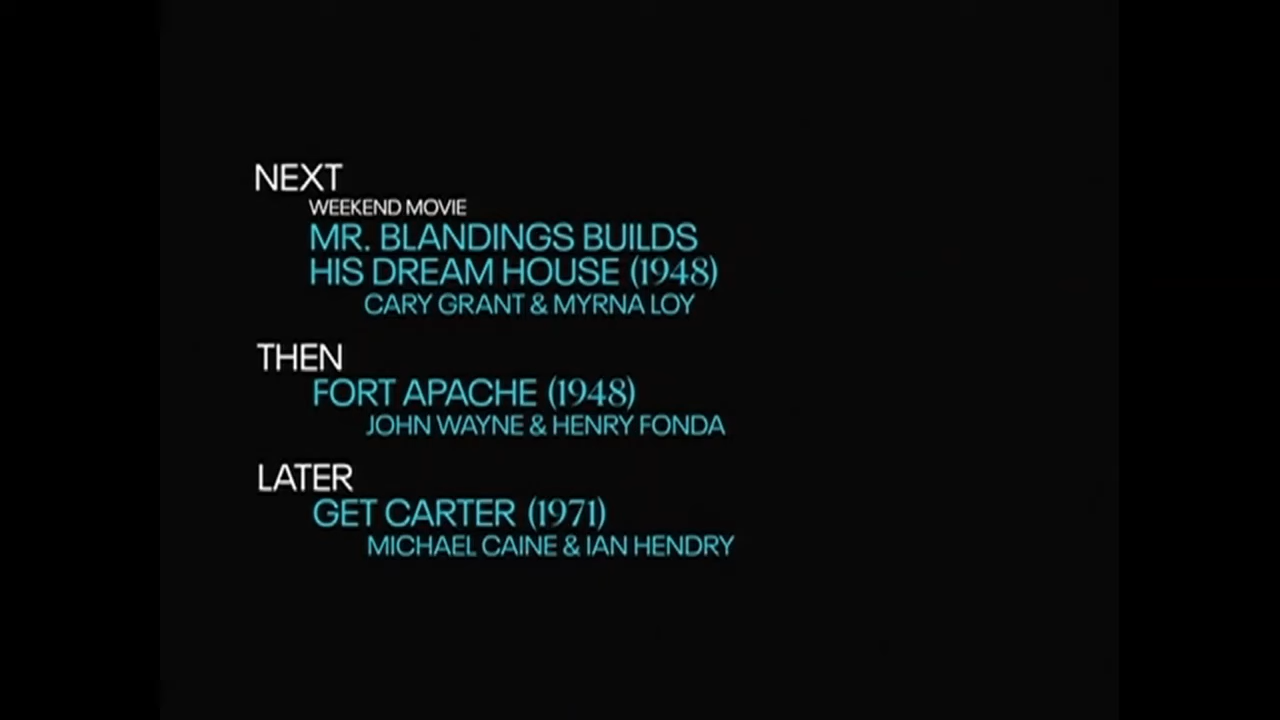 NEXT
WEEKEND MOVIE
MR. BLANDINGS BUILDS
HIS DREAM HOUSE (1948)
CARY GRANT & MYRNA LOY
THEN
FORT APACHE (1948)
JOHN WAYNE & HENRY FONDA
LATER
GET CARTER (1971)
MICHAEL CAINE & IAN HENDRY